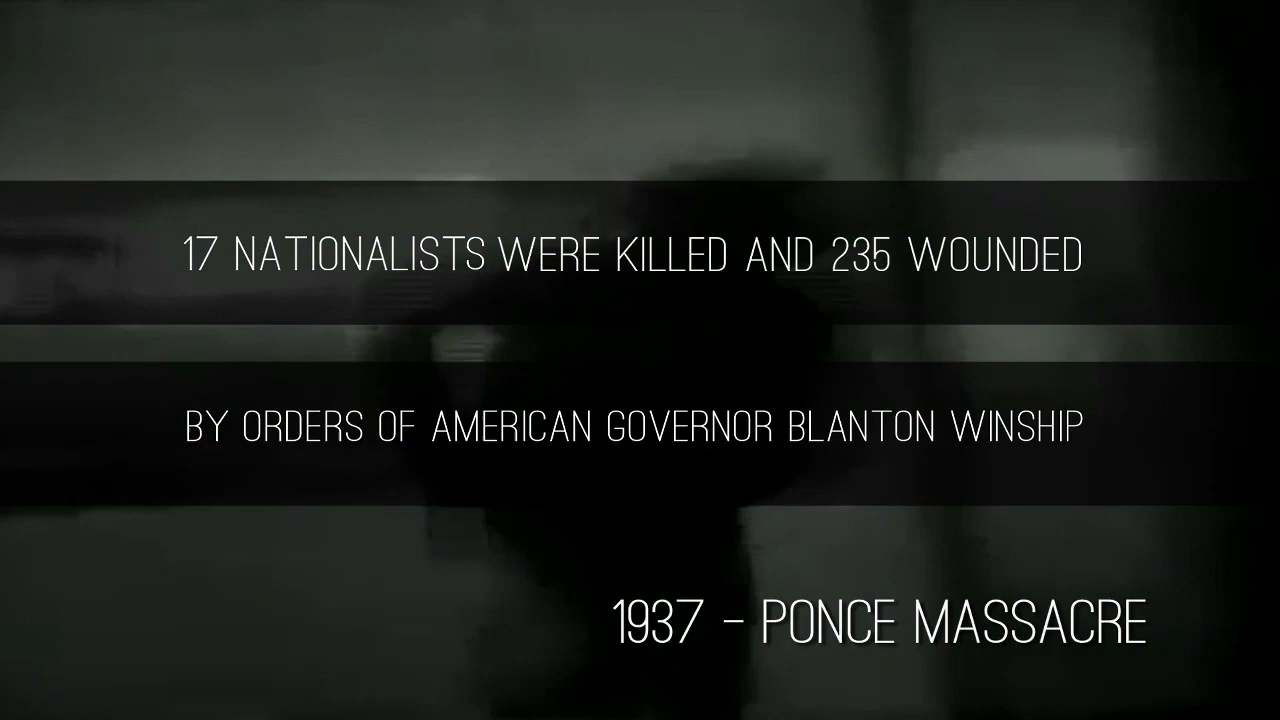 17 NATIONALISTS WERE KILLED AND 235 WOUNDED
BY ORDERS OF AMERICAN GOVERNOR BLANTON WINSHIP
1937 - PONCE MASSACRE